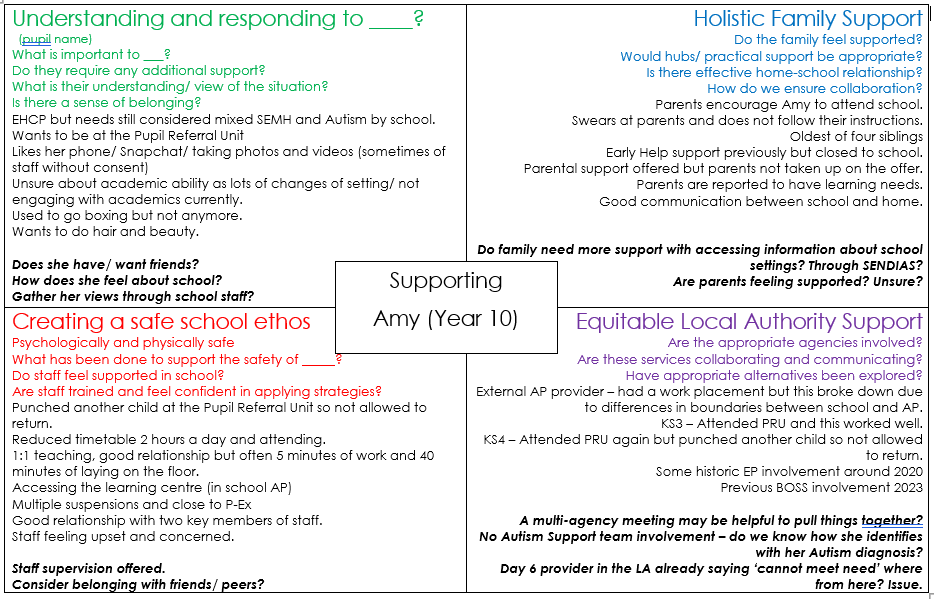 Understanding and responding to ____?
(pupil name)
What is important to ___?
Do they require any additional support?
What is their understanding/ view of the situation?
Is there a sense of belonging?
EHCP but needs still considered mixed SEMH and Autism by school.
Wants to be at the Pupil Referral Unit
Likes her phone/ Snapchat/ taking photos and videos (sometimes of
staff without consent)
Unsure about academic ability as lots of changes of setting/ not
engaging with academics currently.
Used to go boxing but not anymore.
Wants to do hair and beauty.
Does she have/ want friends?
How does she feel about school?
Gather her views through school staff?
Holistic Family Support
Do the family feel supported?
Would hubs/ practical support be appropriate?
Is there effective home-school relationship?
How do we ensure collaboration?
Parents encourage Amy to attend school.
Swears at parents and does not follow their instructions.
Oldest of four siblings
Early Help support previously but closed to school.
Parental support offered but parents not taken up on the offer.
Parents are reported to have learning needs.
Good communication between school and home.
Do family need more support with accessing information about school
settings? Through SENDIAS?
Are parents feeling supported? Unsure?
Supporting
Amy (Year 10)
Creating a safe school ethos
Psychologically and physically safe
What has been done to support the safety of _____?
Do staff feel supported in school?
Are staff trained and feel confident in applying strategies?
Punched another child at the Pupil Referral Unit so not allowed to
return.
Reduced timetable 2 hours a day and attending.
1:1 teaching, good relationship but often 5 minutes of work and 40
minutes of laying on the floor.
Accessing the learning centre (in school AP)
Multiple suspensions and close to P-Ex
Good relationship with two key members of staff.
Staff feeling upset and concerned.
Staff supervision offered.
Consider belonging with friends/ peers?
Equitable Local Authority Support
Are the appropriate agencies involved?
Are these services collaborating and communicating?
Have appropriate alternatives been explored?
External AP provider – had a work placement but this broke down due
to differences in boundaries between school and AP.
KS3 – Attended PRU and this worked well.
KS4 – Attended PRU again but punched another child so not allowed
to return.
Some historic EP involvement around 2020
Previous BOSS involvement 2023
A multi-agency meeting may be helpful to pull things together?
No Autism Support team involvement – do we know how she identifies
with her Autism diagnosis?
Day 6 provider in the LA already saying ‘cannot meet need’ where
from here? Issue.